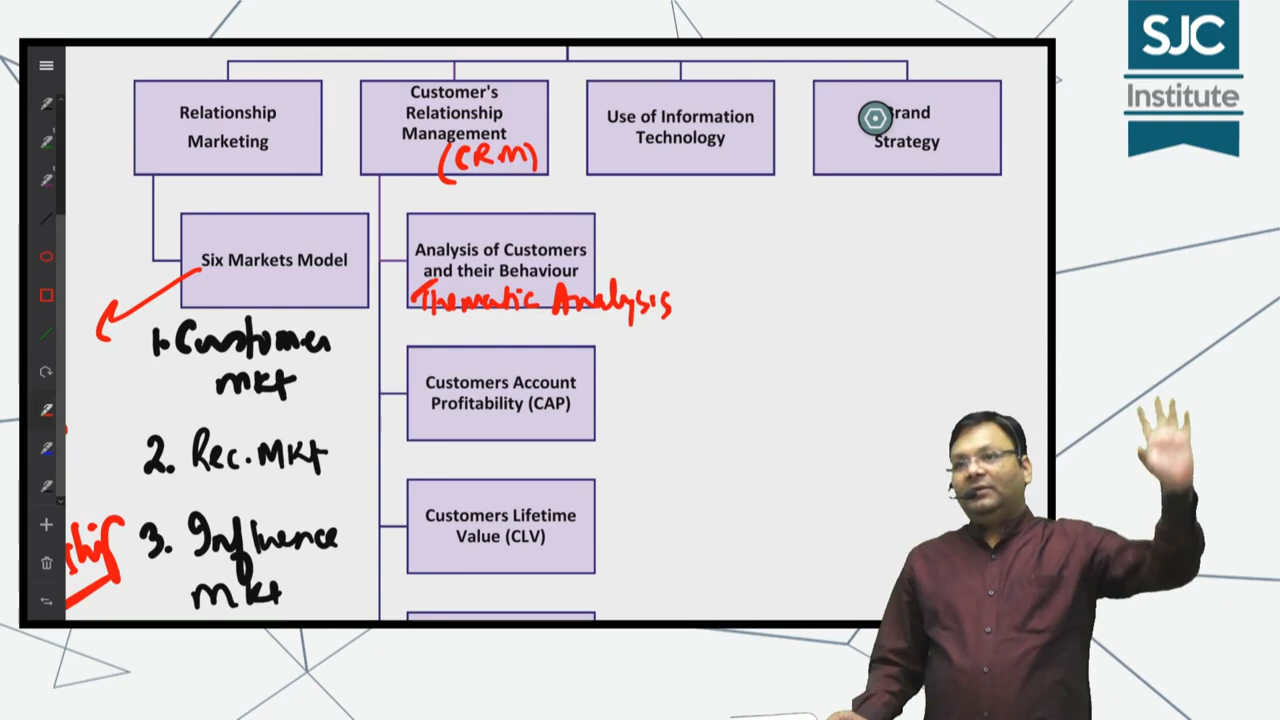 SJC
Institute
Relationship
Marketing
Customer's
Relationship
Management
(CRM)
Use of Information
Technology
Brand
Strategy
Six Markets Model
Analysis of Customers
and their Behaviour
Thematic Analysis
1. Customer
Mkt
2. Rec. Mkt
3. Influence
Mkt
Customers Account
Profitability (CAP)
Customers Lifetime
Value (CLV)